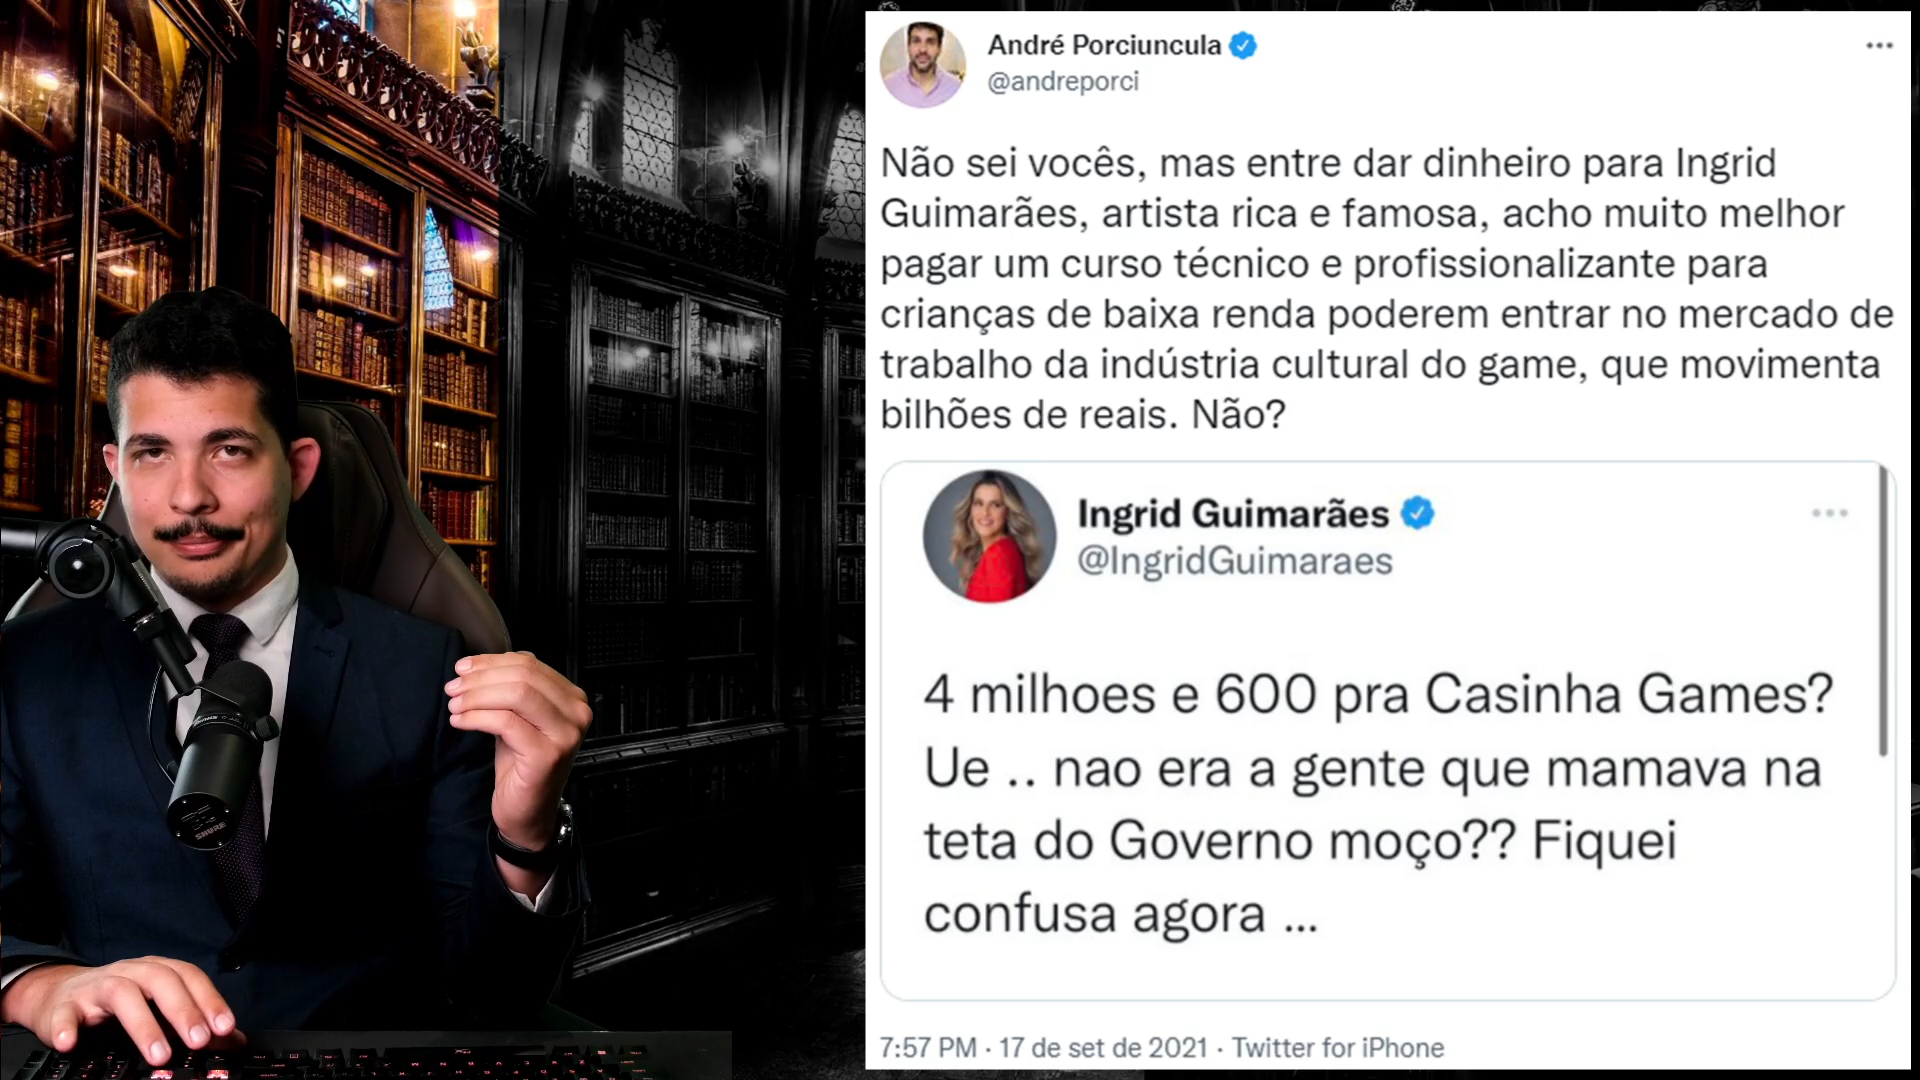 André Porciuncula
@andreporci
Não sei vocês, mas entre dar dinheiro para Ingrid
Guimarães, artista rica e famosa, acho muito melhor
pagar um curso técnico e profissionalizante para
crianças de baixa renda poderem entrar no mercado de
trabalho da indústria cultural do game, que movimenta
bilhões de reais. Não?
Ingrid Guimarães
@IngridGuimaraes
4 milhoes e 600 pra Casinha Games?
Ue .. nao era a gente que mamava na
teta do Governo moço?? Fiquei
confusa agora ...
7:57 PM · 17 de set de 2021 · Twitter for iPhone
SHURE